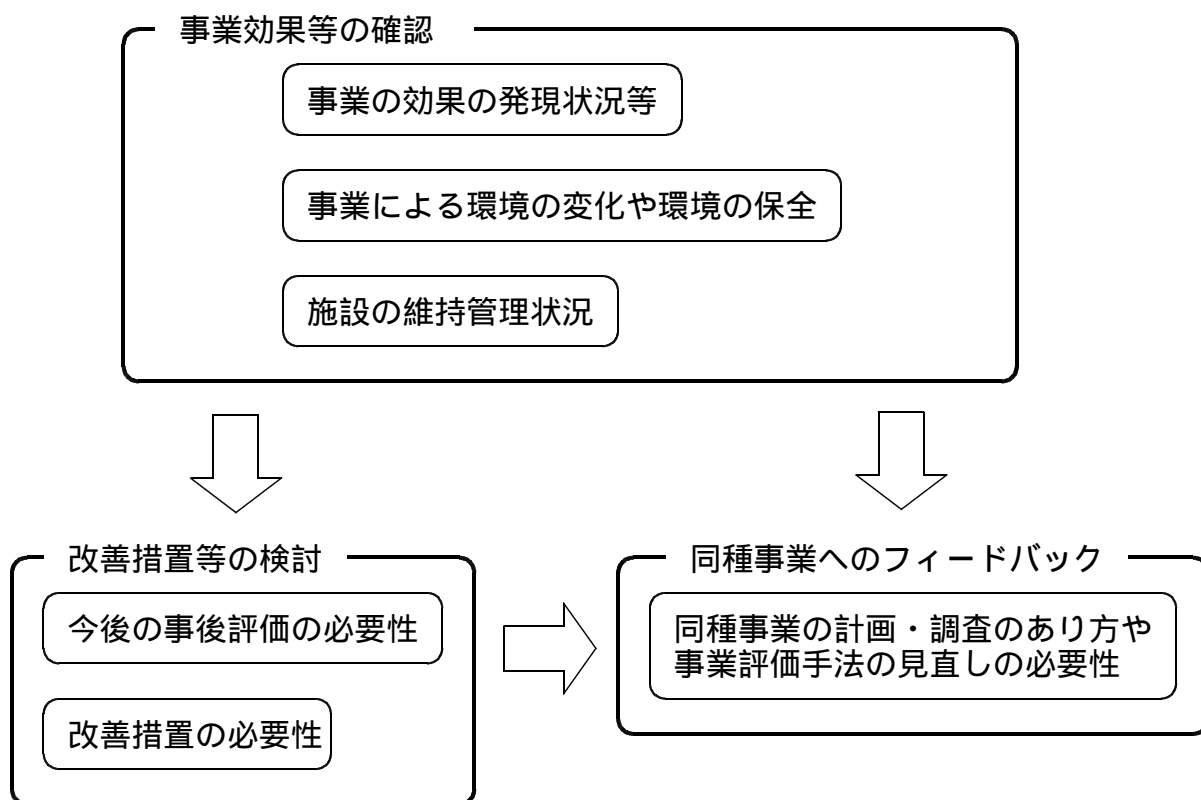 事業効果等の確認
事業の効果の発現状況等
事業による環境の変化や環境の保全
施設の維持管理状況
改善措置等の検討
今後の事後評価の必要性
改善措置の必要性
同種事業へのフィードバック
同種事業の計画・調査のあり方や
事業評価手法の見直しの必要性